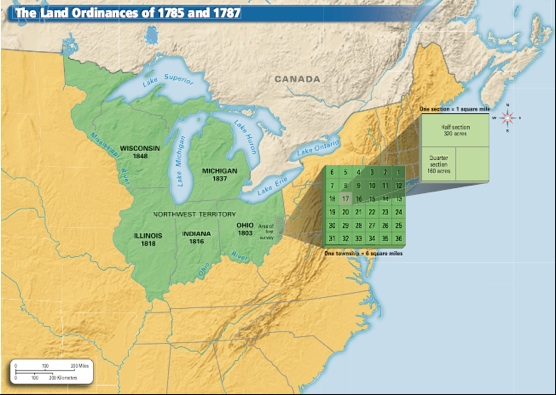 The Land Ordinances of 1785 and 1787
CANADA
Lake Superior
Lake Michigan
Lake Huron
Lake Ontario
Lake Erie
Mississippi River
Ohio River
WISCONSIN
1848
MICHIGAN
1837
NORTHWEST TERRITORY
ILLINOIS
1818
INDIANA
1816
OHIO
1803
Area of
first
survey
One section = 1 square mile
Half section
320 acres
Quarter
section
160 acres
N
W E
S
6 5 4 3 2 1
7 8 9 10 11 12
18 17 16 15 14 13
19 20 21 22 23 24
30 29 28 27 26 25
31 32 33 34 35 36
One township = 6 square miles
0 100 200 Miles
0 100 200 Kilometers